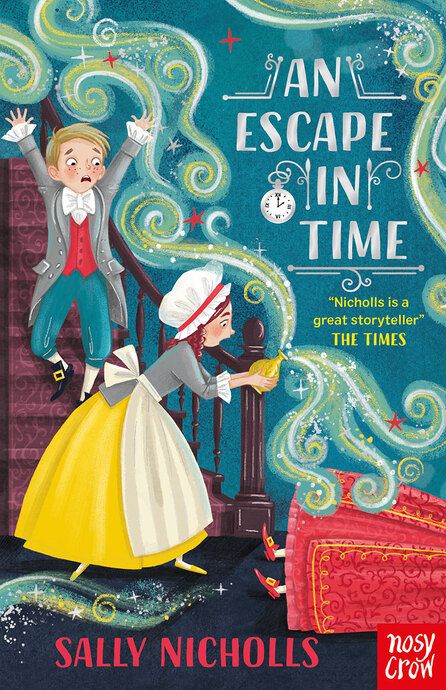 AN
ESCAPE
IN
TIME
“Nicholls is a
great storyteller”
THE TIMES
SALLY NICHOLLS
nosy
crow